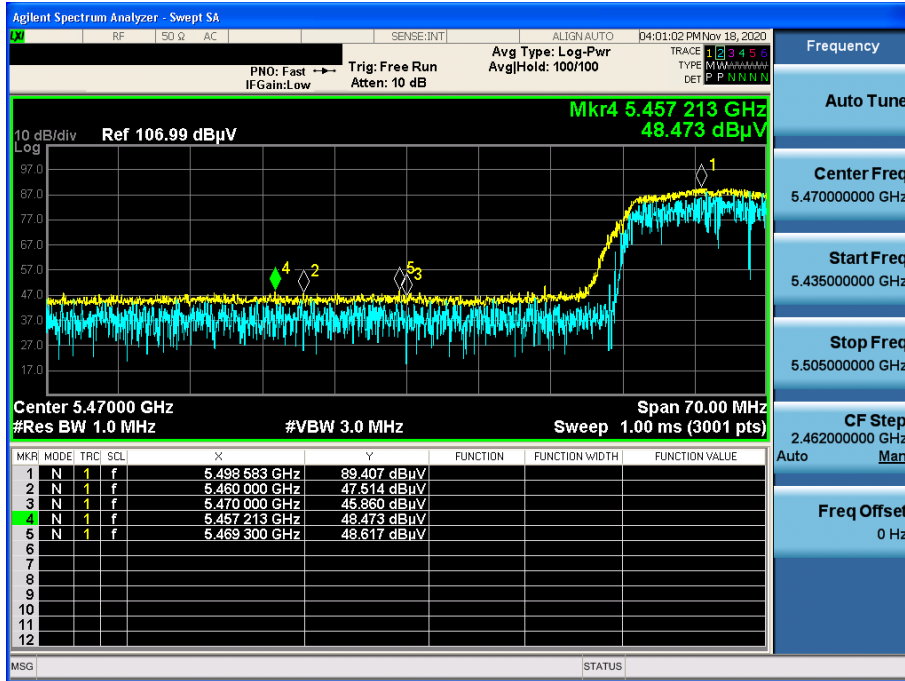 Agilent Spectrum Analyzer - Swept SA
LXI RF 50 Ω AC SENSE:INT ALIGN AUTO 04:01:02 PM Nov 18, 2020
Frequency
PNO: Fast
IFGain:Low
Trig: Free Run
Atten: 10 dB
Avg Type: Log-Pwr
Avg|Hold: 100/100
TRACE 1 2 3 4 5 6
TYPE M W
DET P P N N N N
Auto Tune
Mkr4 5.457 213 GHz
48.473 dBµV
10 dB/div Ref 106.99 dBµV
Log
97.0
87.0
77.0
67.0
57.0
47.0
37.0
27.0
17.0
1
4
2
5
3
Center 5.47000 GHz Span 70.00 MHz
#Res BW 1.0 MHz #VBW 3.0 MHz Sweep 1.00 ms (3001 pts)
Center Freq
5.470000000 GHz
Start Freq
5.435000000 GHz
Stop Freq
5.505000000 GHz
CF Step
2.462000000 GHz
Auto Man
Freq Offset
0 Hz
MKR MODE TRC SCL X Y FUNCTION FUNCTION WIDTH FUNCTION VALUE
1 N 1 f 5.498 583 GHz 89.407 dBµV
2 N 1 f 5.460 000 GHz 47.514 dBµV
3 N 1 f 5.470 000 GHz 45.860 dBµV
4 N 1 f 5.457 213 GHz 48.473 dBµV
5 N 1 f 5.469 300 GHz 48.617 dBµV
6
7
8
9
10
11
12
MSG STATUS